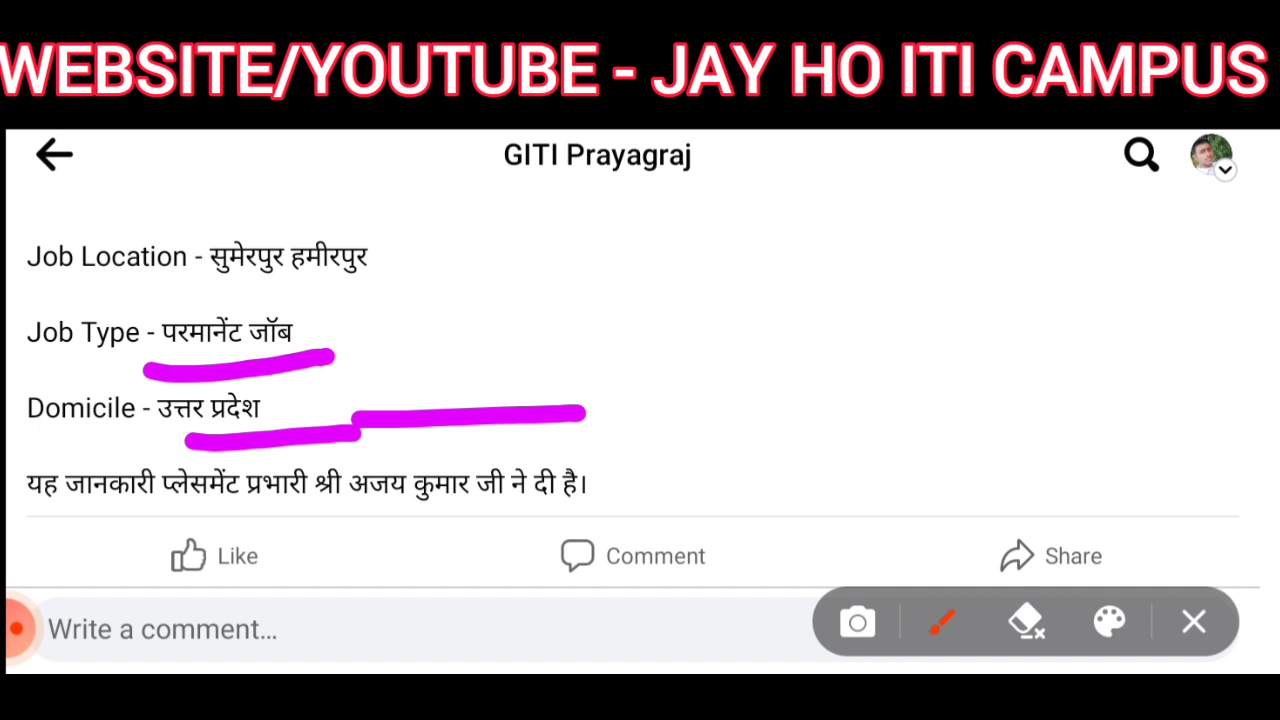 WEBSITE/YOUTUBE - JAY HO ITI CAMPUS
GITI Prayagraj
Job Location - सुमेरपुर हमीरपुर
Job Type - परमानेंट जॉब
Domicile - उत्तर प्रदेश
यह जानकारी प्लेसमेंट प्रभारी श्री अजय कुमार जी ने दी है।
Like Comment Share
Write a comment...